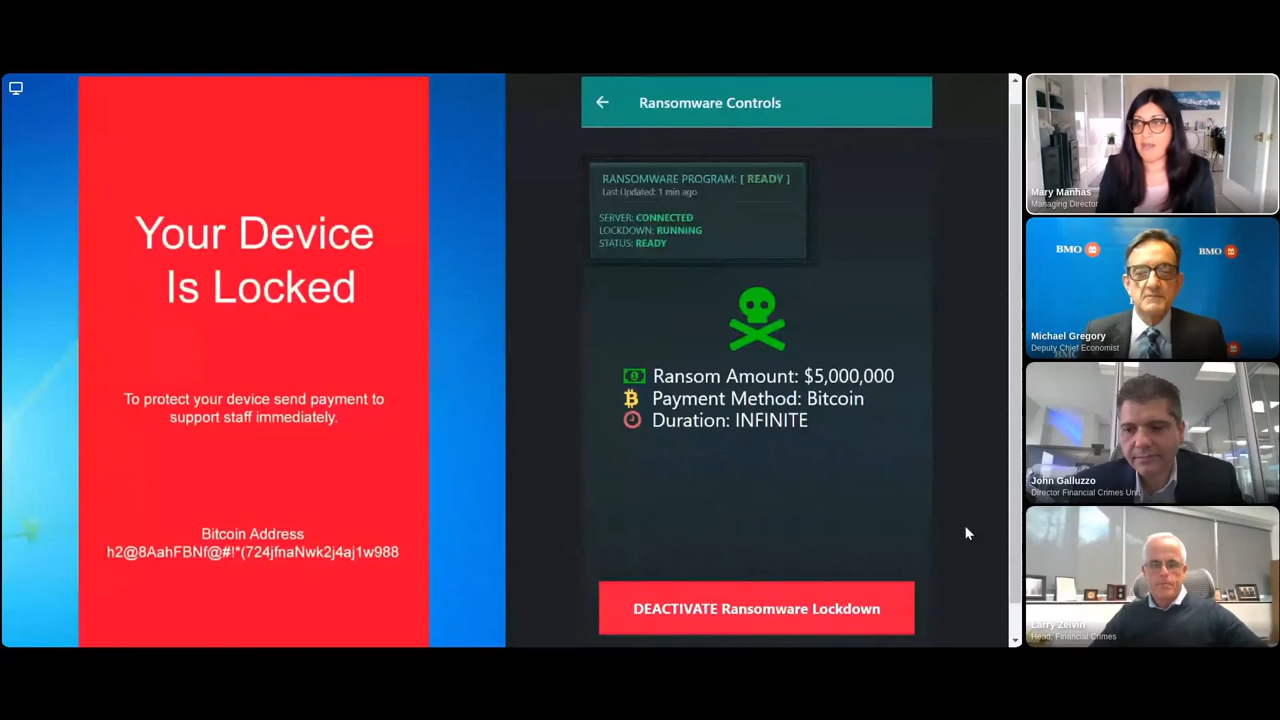 Your Device
Is Locked
To protect your device send payment to
support staff immediately.
Bitcoin Address
h2@8AahFBNf@#!*(724jfnaNwk2j4aj1w988
Ransomware Controls
RANSOMWARE PROGRAM: [ READY ]
Last Updated: 1 min ago
SERVER: CONNECTED
LOCKDOWN: RUNNING
STATUS: READY
Ransom Amount: $5,000,000
Payment Method: Bitcoin
Duration: INFINITE
DEACTIVATE Ransomware Lockdown
Mary Manhas
Managing Director
BMO
BMO
Michael Gregory
Deputy Chief Economist
BMO
John Galluzzo
Director Financial Crimes Unit
Larry Zelvin
Head, Financial Crimes